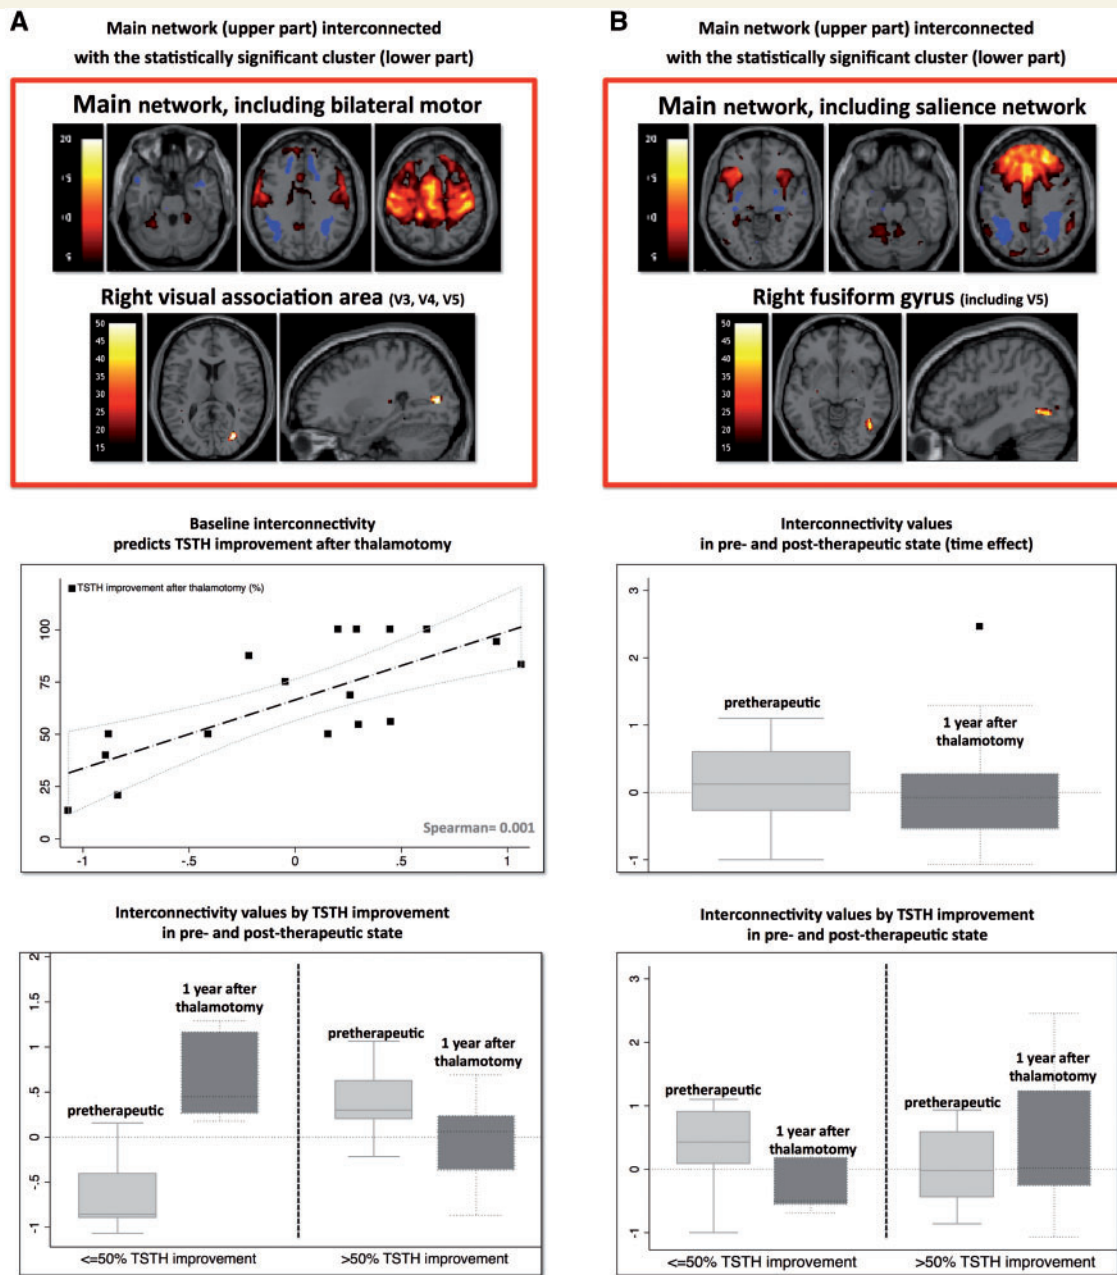 A
Main network (upper part) interconnected
with the statistically significant cluster (lower part)
Main network, including bilateral motor
20
15
10
5
Right visual association area (V3, V4, V5)
50
45
40
35
30
25
20
15
Baseline interconnectivity
predicts TSTH improvement after thalamotomy
TSTH improvement after thalamotomy (%)
100
75
50
25
0
Spearman= 0.001
-1
-.5
0
.5
1
Interconnectivity values by TSTH improvement
in pre- and post-therapeutic state
2
1.5
1
.5
0
-.5
-1
pretherapeutic
1 year after
thalamotomy
pretherapeutic
1 year after
thalamotomy
<=50% TSTH improvement
>50% TSTH improvement
B
Main network (upper part) interconnected
with the statistically significant cluster (lower part)
Main network, including salience network
20
15
10
5
Right fusiform gyrus (including V5)
50
45
40
35
30
25
20
15
Interconnectivity values
in pre- and post-therapeutic state (time effect)
3
2
1
0
-1
pretherapeutic
1 year after
thalamotomy
Interconnectivity values by TSTH improvement
in pre- and post-therapeutic state
3
2
1
0
-1
pretherapeutic
1 year after
thalamotomy
pretherapeutic
1 year after
thalamotomy
<=50% TSTH improvement
>50% TSTH improvement